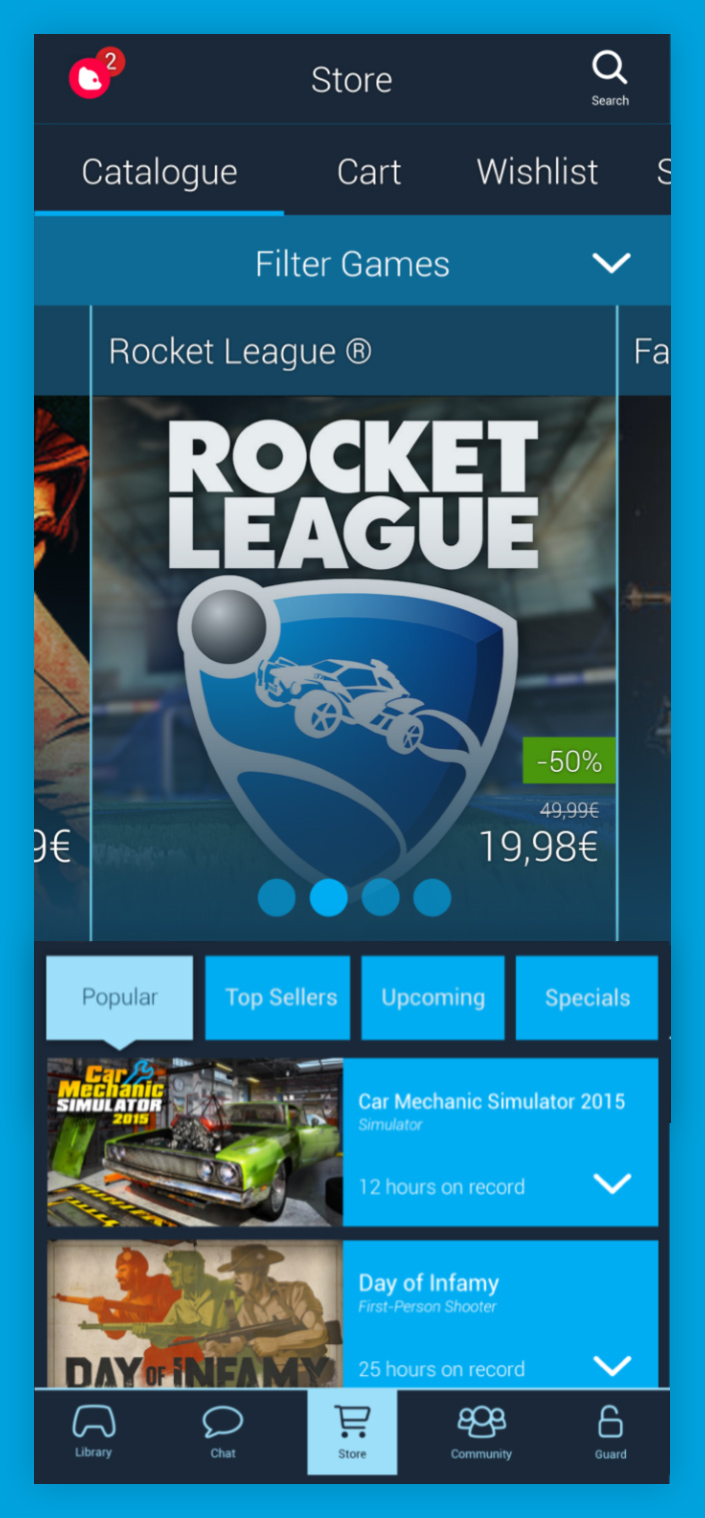 2
Store
Search
Catalogue
Cart
Wishlist
S
Filter Games
Rocket League ®
Fa
ROCKET
LEAGUE
-50%
49,99€
9€
19,98€
Popular
Top Sellers
Upcoming
Specials
Car
Mechanic
SIMULATOR
2015
Car Mechanic Simulator 2015
Simulator
12 hours on record
Day of Infamy
First-Person Shooter
DAY OF INFAMY
25 hours on record
Library
Chat
Store
Community
Guard